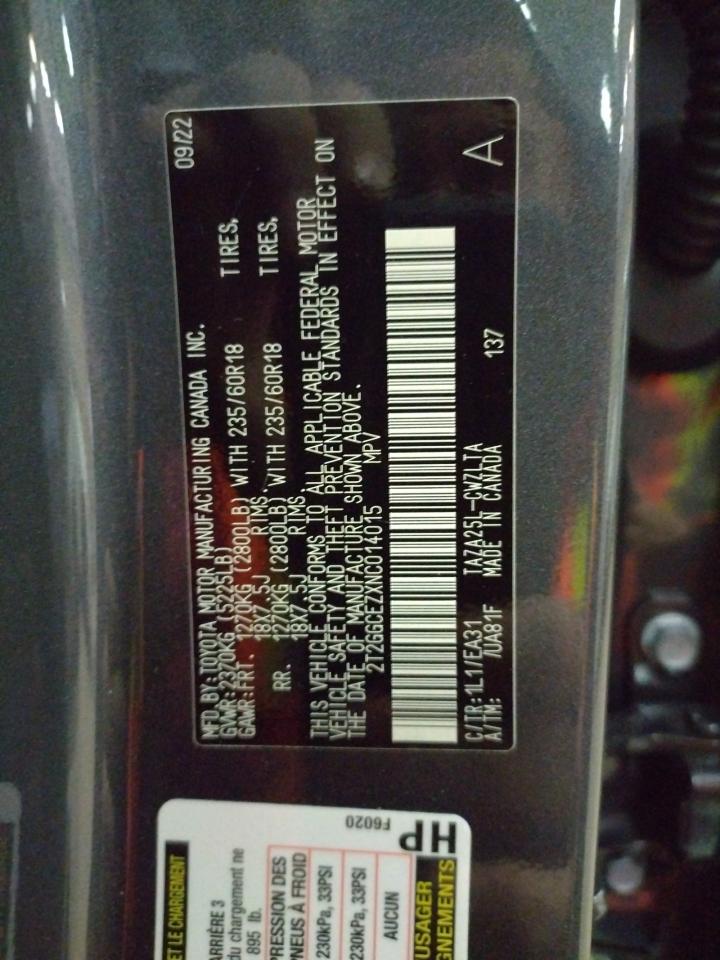 MFD.BY:TOYOTA MOTOR MANUFACTURING CANADA INC. 09/22
GVWR:2370KG (5225LB)
GAWR:FRT. 1270KG (2800LB) WITH 235/60R18 TIRES,
18X7.5J RIMS,
RR. 1270KG (2800LB) WITH 235/60R18 TIRES,
18X7.5J RIMS
THIS VEHICLE CONFORMS TO ALL APPLICABLE FEDERAL MOTOR
VEHICLE SAFETY AND THEFT PREVENTION STANDARDS IN EFFECT ON
THE DATE OF MANUFACTURE SHOWN ABOVE.
2T2GGCEZXNC014015 MPV
C/TR:1L1/EA31 TAZA25L-CWZLTA 137 A
A/TM: /UA81F MADE IN CANADA
HP
F6020
ET LE CHARGEMENT
ARRIÈRE 3
du chargement ne
895 lb.
PRESSION DES
PNEUS À FROID
230kPa, 33PSI
230kPa, 33PSI
AUCUN
USAGER
GNEMENTS